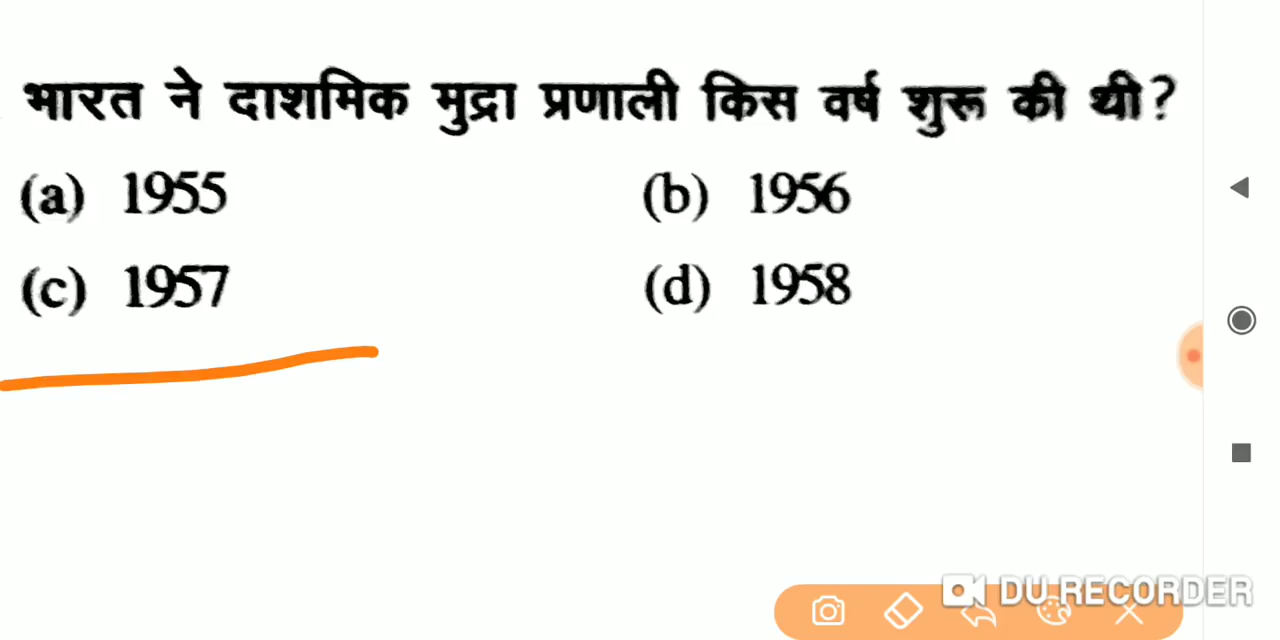 भारत ने दाशमिक मुद्रा प्रणाली किस वर्ष शुरू की थी?
(a) 1955 (b) 1956
(c) 1957 (d) 1958
DU RECORDER